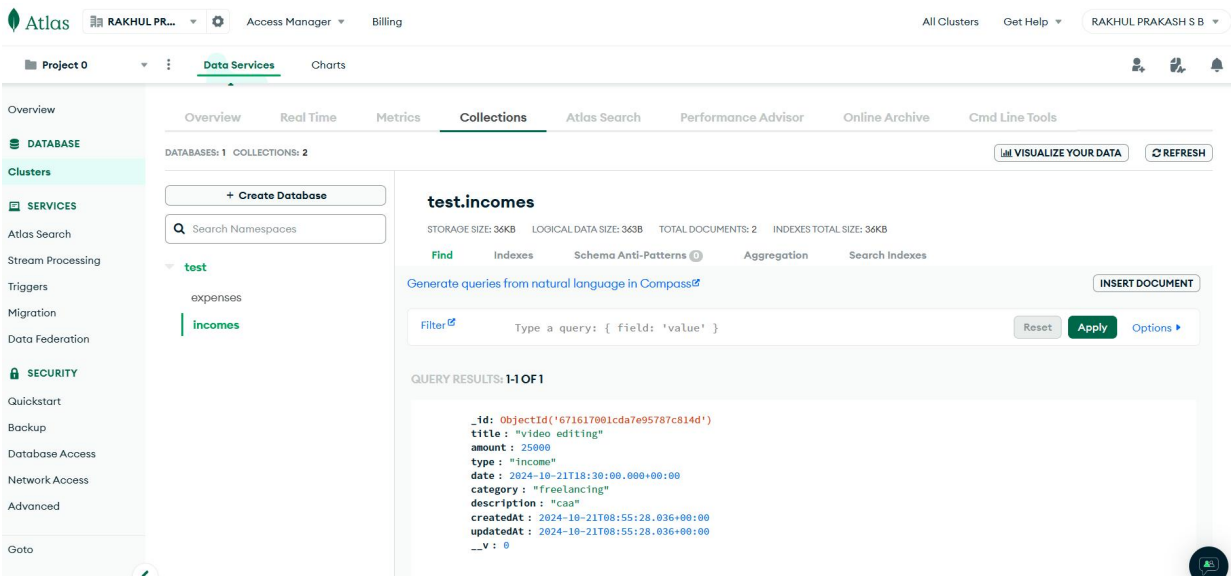 Atlas RAKHUL PR... Access Manager Billing All Clusters Get Help RAKHUL PRAKASH S B
Project 0 Data Services Charts
Overview
DATABASE
Clusters
SERVICES
Atlas Search
Stream Processing
Triggers
Migration
Data Federation
SECURITY
Quickstart
Backup
Database Access
Network Access
Advanced
Goto
Overview Real Time Metrics Collections Atlas Search Performance Advisor Online Archive Cmd Line Tools
DATABASES: 1 COLLECTIONS: 2 VISUALIZE YOUR DATA REFRESH
+ Create Database
Search Namespaces
test
expenses
incomes
test.incomes
STORAGE SIZE: 36KB LOGICAL DATA SIZE: 363B TOTAL DOCUMENTS: 2 INDEXES TOTAL SIZE: 36KB
Find Indexes Schema Anti-Patterns 0 Aggregation Search Indexes
Generate queries from natural language in Compass INSERT DOCUMENT
Filter Type a query: { field: 'value' } Reset Apply Options
QUERY RESULTS: 1-1 OF 1
_id: ObjectId('671617001cda7e95787c814d')
title : "video editing"
amount : 25000
type : "income"
date : 2024-10-21T18:30:00.000+00:00
category : "freelancing"
description : "caa"
createdAt : 2024-10-21T08:55:28.036+00:00
updatedAt : 2024-10-21T08:55:28.036+00:00
__v : 0